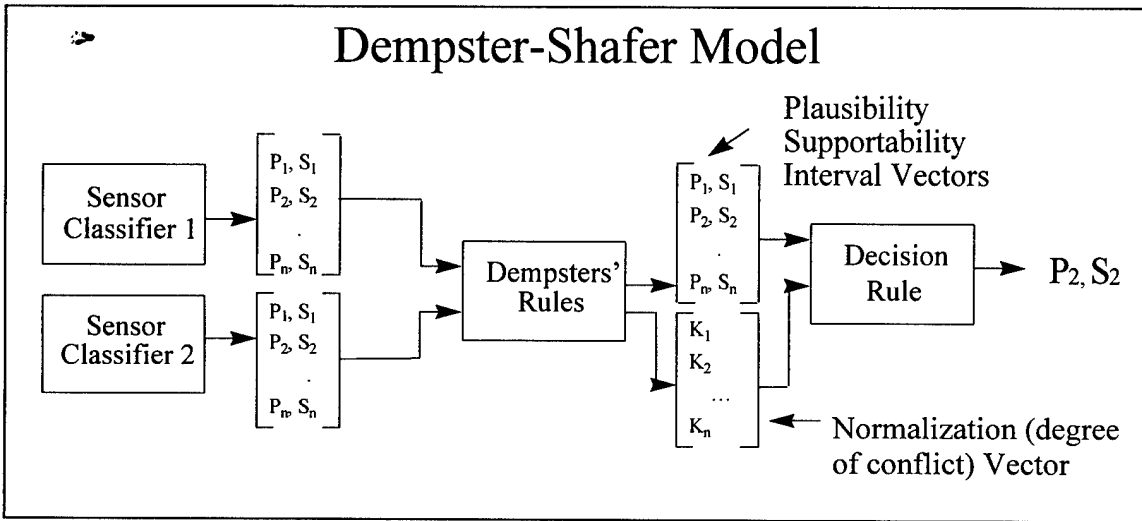 Dempster-Shafer Model
Sensor
Classifier 1
P₁, S₁
P₂, S₂
.
.
Pₙ, Sₙ
Sensor
Classifier 2
P₁, S₁
P₂, S₂
.
.
Pₙ, Sₙ
Dempsters'
Rules
Plausibility
Supportability
Interval Vectors
P₁, S₁
P₂, S₂
.
.
Pₙ, Sₙ
K₁
K₂
...
Kₙ
Normalization (degree
of conflict) Vector
Decision
Rule
P₂, S₂